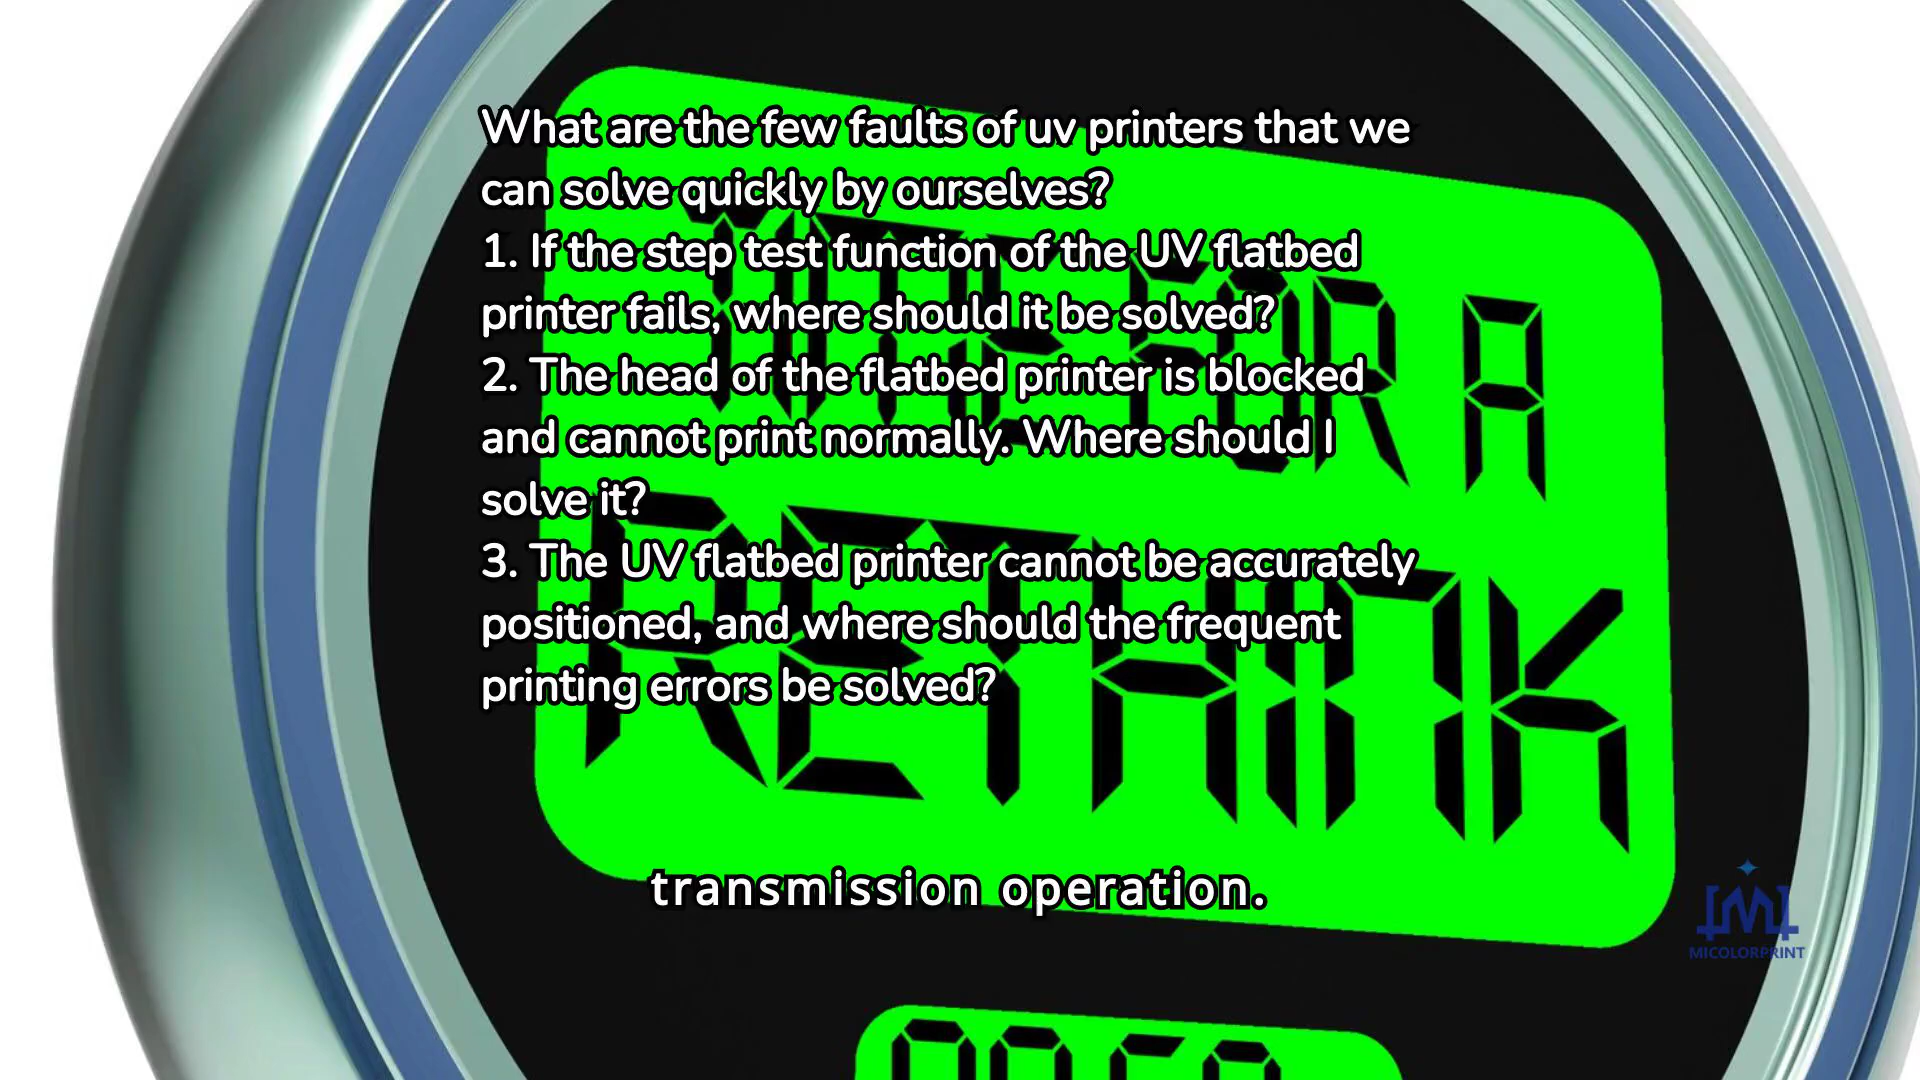 What are the few faults of uv printers that we
can solve quickly by ourselves?
1. If the step test function of the UV flatbed
printer fails, where should it be solved?
2. The head of the flatbed printer is blocked
and cannot print normally. Where should I
solve it?
3. The UV flatbed printer cannot be accurately
positioned, and where should the frequent
printing errors be solved?
TIME FOR A
RETHINK
transmission operation.
MICOLORPRINT